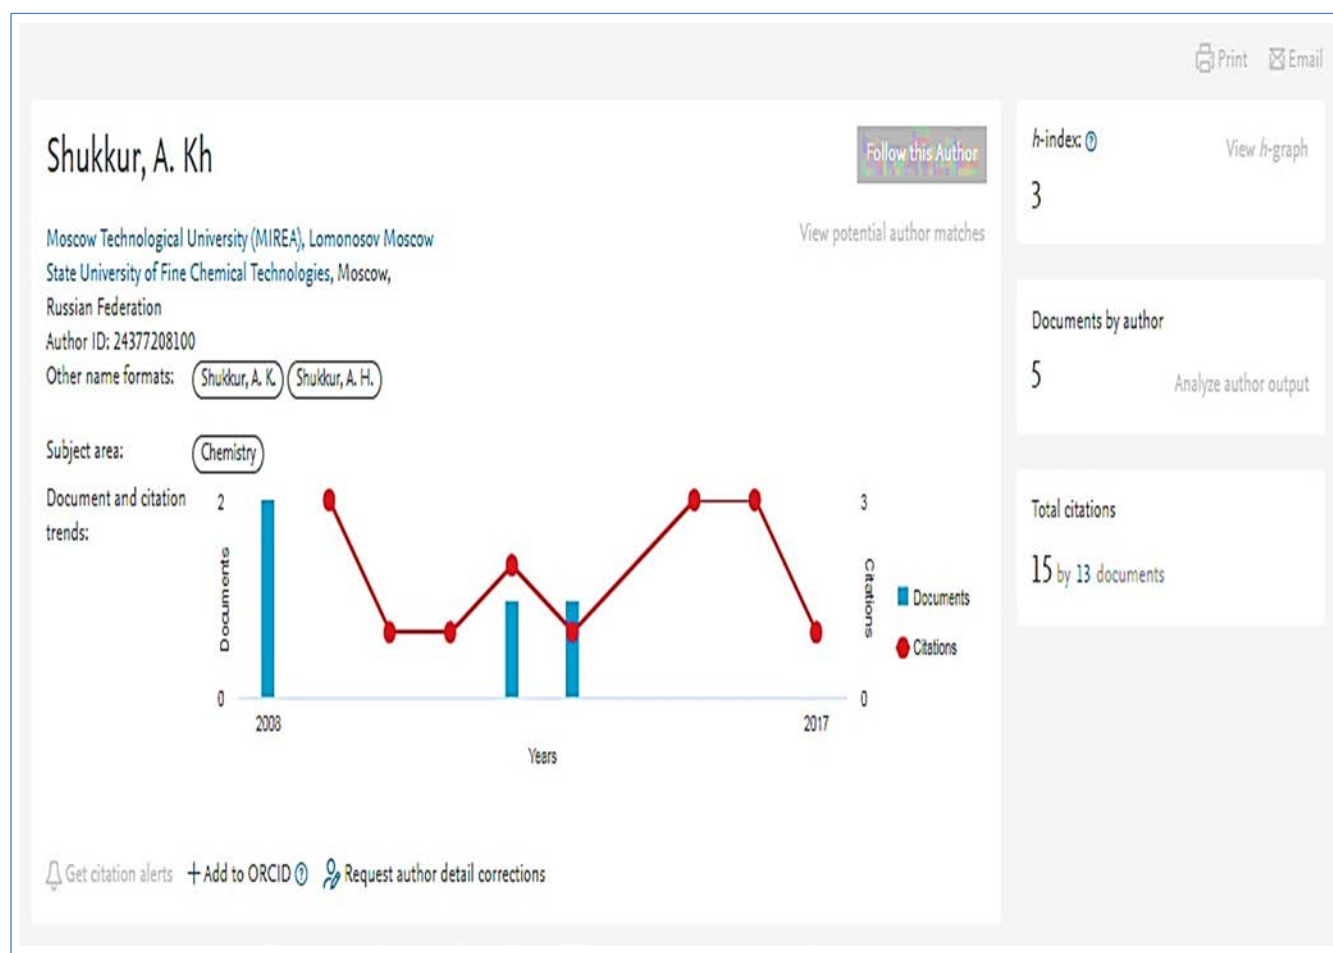 Print
Email
Shukkur, A. Kh
Follow this Author
h-index:
View h-graph
3
Moscow Technological University (MIREA), Lomonosov Moscow
State University of Fine Chemical Technologies, Moscow,
Russian Federation
View potential author matches
Author ID: 24377208100
Other name formats: Shukkur, A. K. Shukkur, A. H.
Documents by author
5
Analyze author output
Subject area: Chemistry
Document and citation
trends:
2
0
Documents
3
0
Citations
2008
2017
Years
Documents
Citations
Total citations
15 by 13 documents
Get citation alerts + Add to ORCID Request author detail corrections